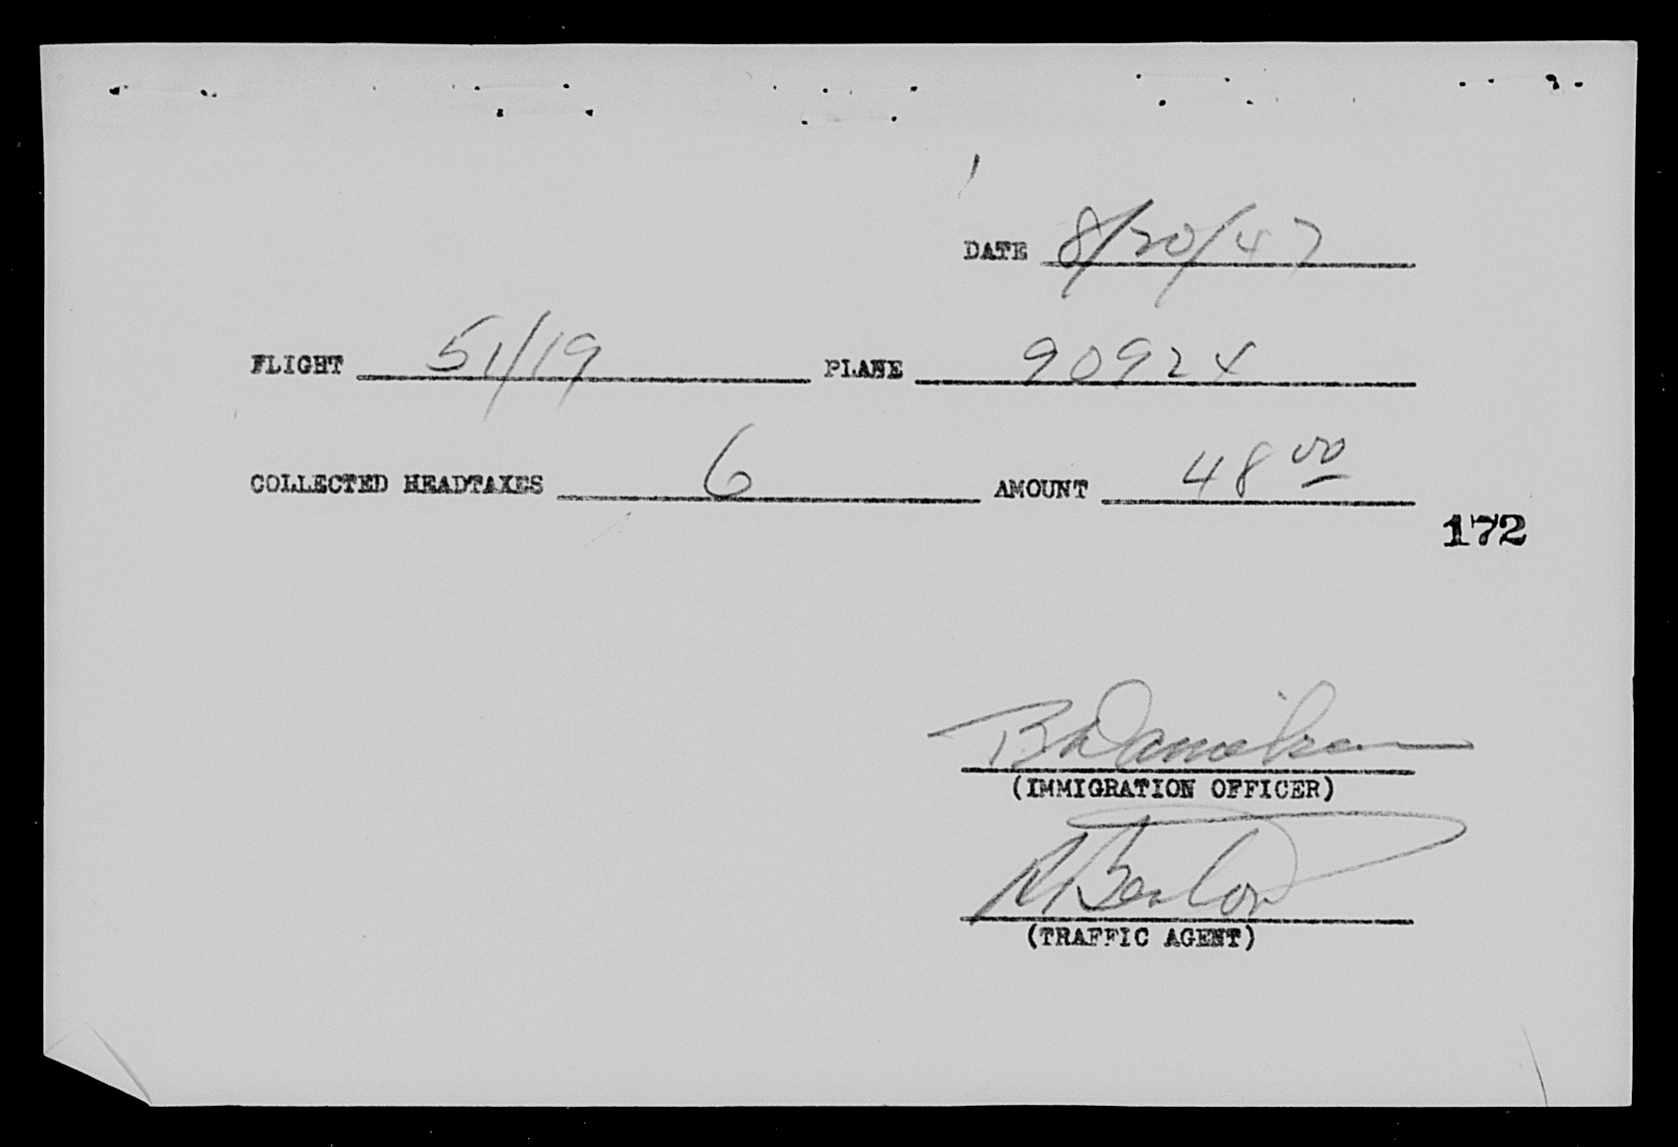 DATE 8/20/47
FLIGHT 51/19 PLANE 90924
COLLECTED HEADTAXES 6 AMOUNT 48 00
172
(IMMIGRATION OFFICER)
(TRAFFIC AGENT)